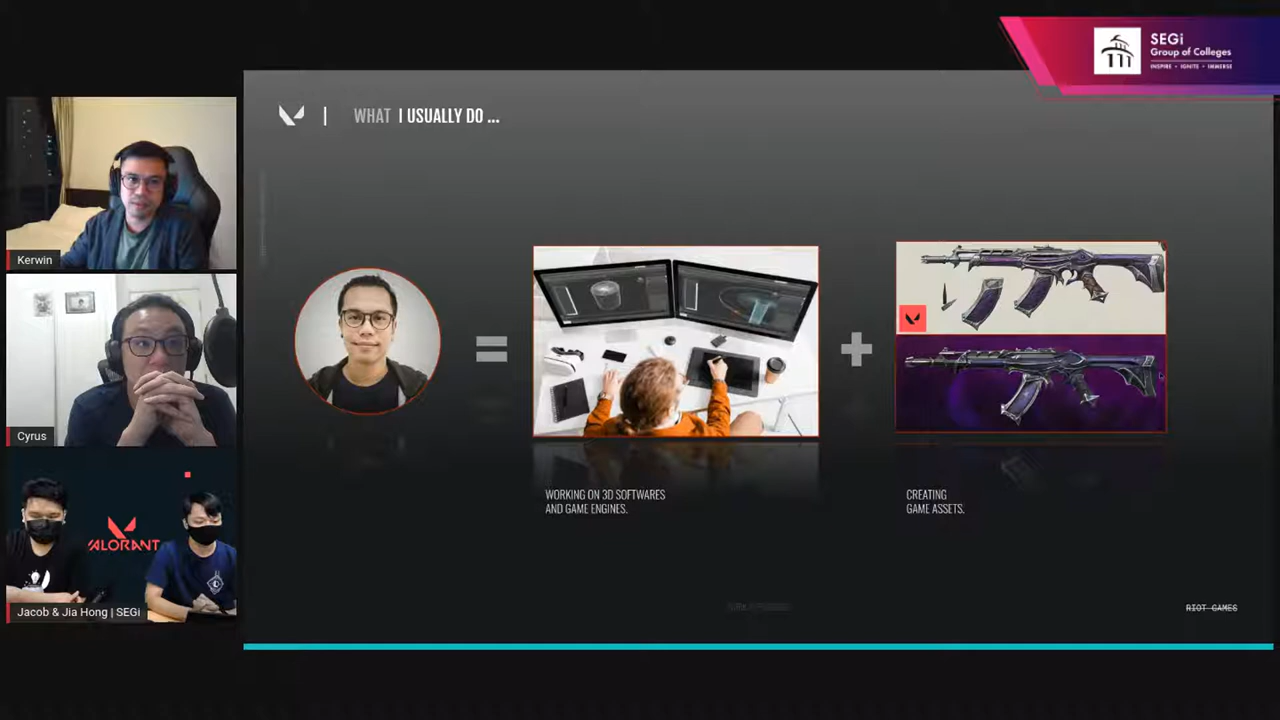 SEGi
Group of Colleges
INSPIRE • IGNITE • IMMERSE
WHAT I USUALLY DO ...
Kerwin
Cyrus
VALORANT
Jacob & Jia Hong | SEGi
WORKING ON 3D SOFTWARES
AND GAME ENGINES.
CREATING
GAME ASSETS.
RIOT GAMES